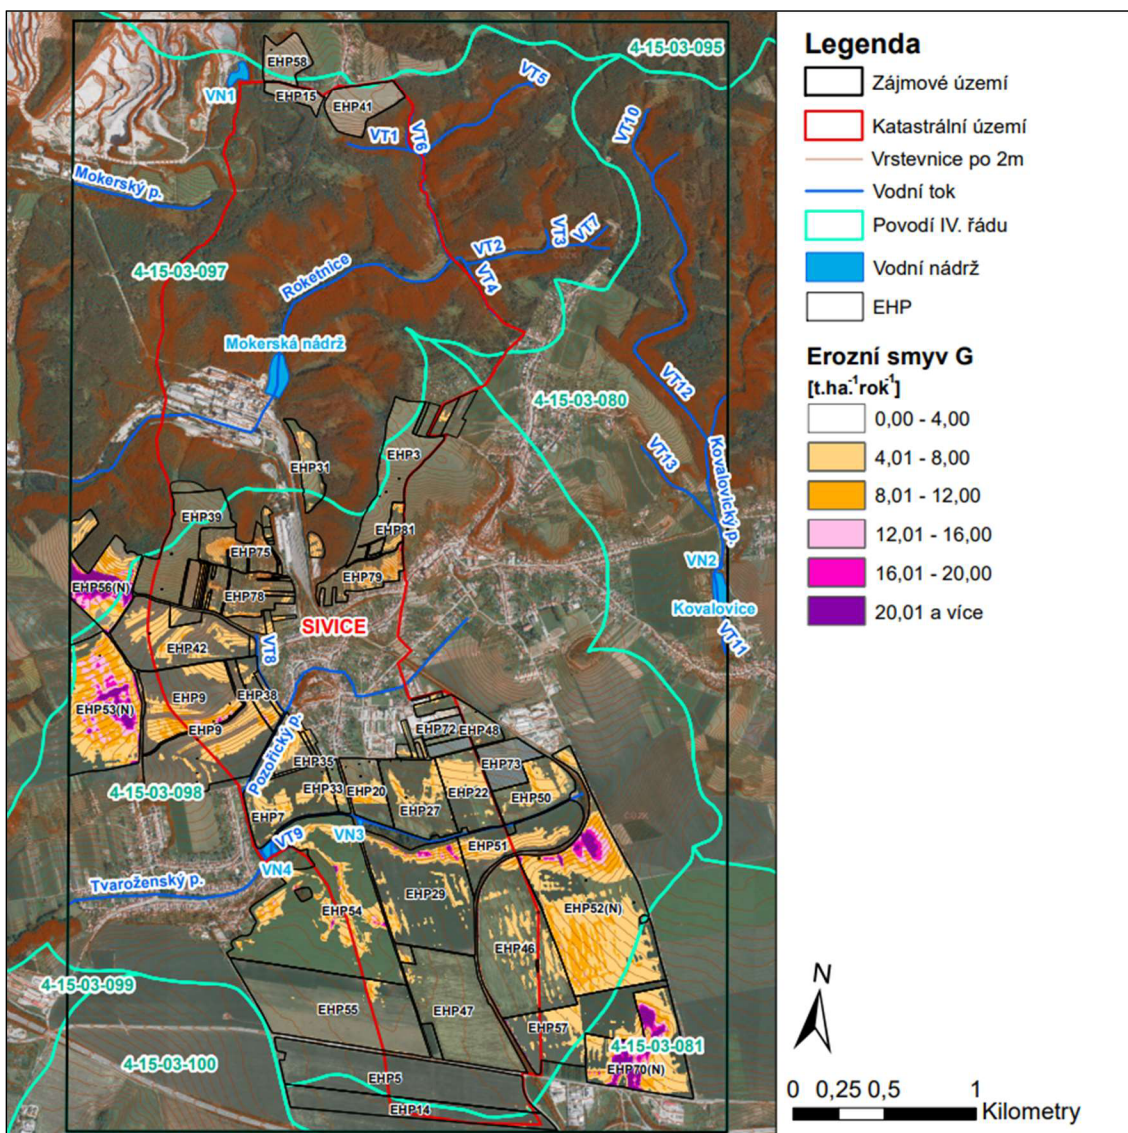 4-15-03-095
EHP58
VN1
EHP15
EHP41
VT5
VT1
VT6
VT10
Mokerský p.
4-15-03-097
Roketnice
VT2
VT3
VT7
VT4
Mokerská nádrž
VT12
4-15-03-080
EHP31
EHP3
VT13
Kovalovický p.
EHP39
EHP81
EHP75
EHP79
EHP56(N)
EHP78
VN2
Kovalovice
VT11
SIVICE
EHP42
VT8
EHP9
EHP38
EHP53(N)
EHP9
Pozořický p.
EHP72
EHP48
EHP35
EHP73
4-15-03-098
EHP33
EHP20
EHP22
EHP50
EHP27
EHP7
VT9
VN3
EHP51
VN4
Tvaroženský p.
EHP29
EHP54
EHP52(N)
EHP46
4-15-03-099
EHP55
EHP47
EHP57
4-15-03-081
4-15-03-100
EHP70(N)
EHP5
EHP14
Legenda
Zájmové území
Katastrální území
Vrstevnice po 2m
Vodní tok
Povodí IV. řádu
Vodní nádrž
EHP
Erozní smyv G
[t.ha.⁻¹rok⁻¹]
0,00 - 4,00
4,01 - 8,00
8,01 - 12,00
12,01 - 16,00
16,01 - 20,00
20,01 a více
N
0 0,25 0,5 1
Kilometry